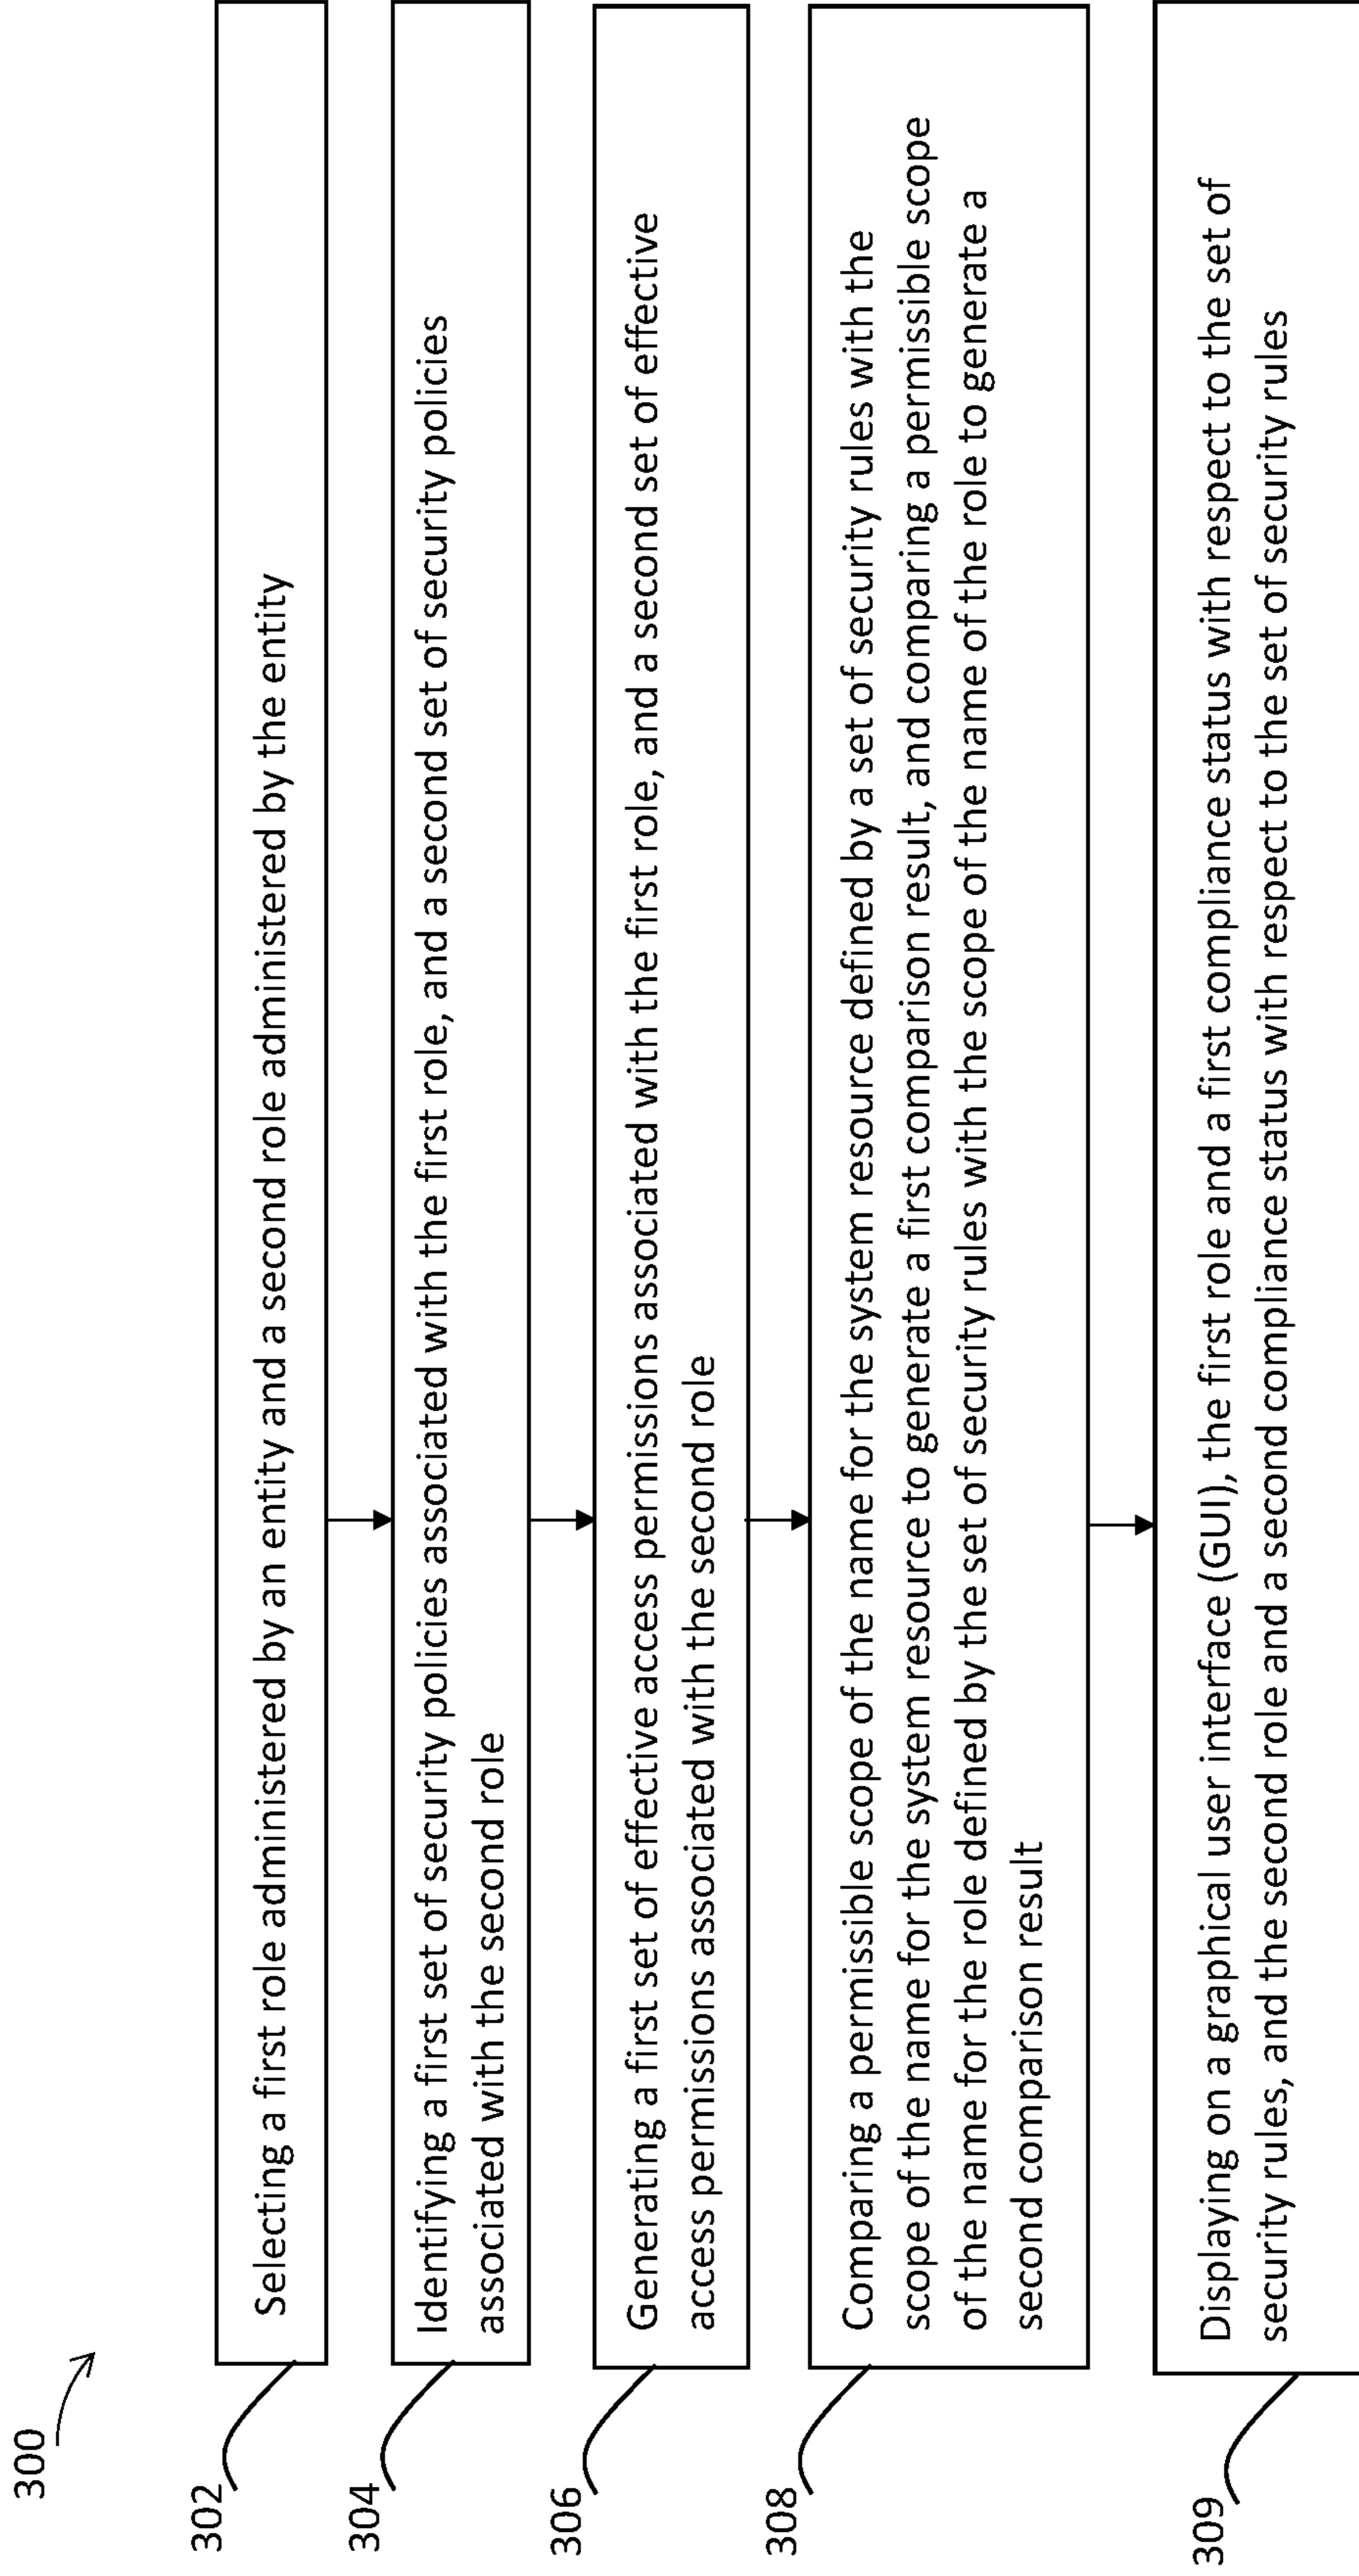 300
302
Selecting a first role administered by an entity and a second role administered by the entity
304
Identifying a first set of security policies associated with the first role, and a second set of security policies
associated with the second role
306
Generating a first set of effective access permissions associated with the first role, and a second set of effective
access permissions associated with the second role
308
Comparing a permissible scope of the name for the system resource defined by a set of security rules with the
scope of the name for the system resource to generate a first comparison result, and comparing a permissible scope
of the name for the role defined by the set of security rules with the scope of the name of the role to generate a
second comparison result
309
Displaying on a graphical user interface (GUI), the first role and a first compliance status with respect to the set of
security rules, and the second role and a second compliance status with respect to the set of security rules